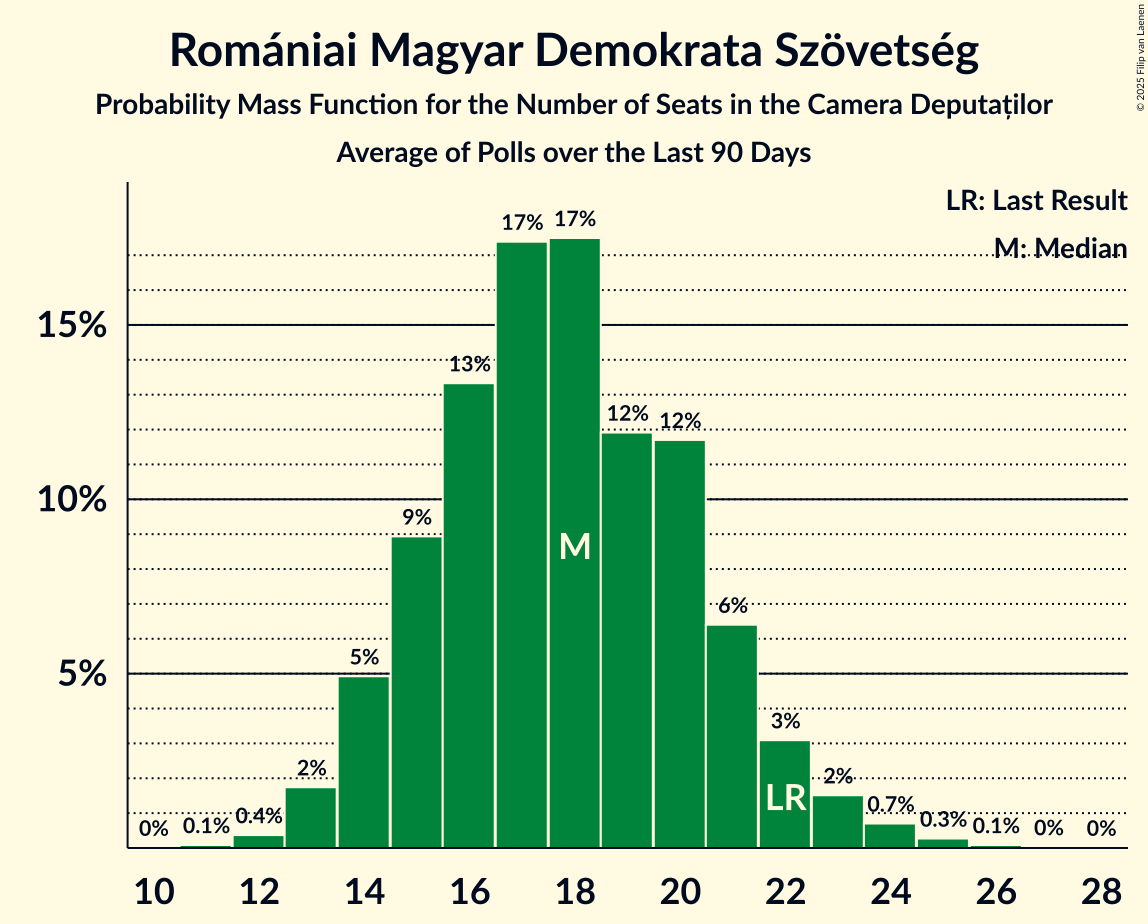 Romániai Magyar Demokrata Szövetség
Probability Mass Function for the Number of Seats in the Camera Deputaților
Average of Polls over the Last 90 Days
© 2025 Filip van Laenen
LR: Last Result
M: Median
15%
10%
5%
0%
0.1%
0.4%
2%
5%
9%
13%
17%
17%
12%
12%
6%
3%
2%
0.7%
0.3%
0.1%
0%
0%
M
LR
10 12 14 16 18 20 22 24 26 28